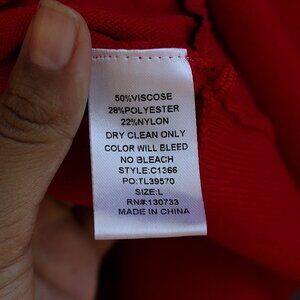 50%VISCOSE
28%POLYESTER
22%NYLON
DRY CLEAN ONLY
COLOR WILL BLEED
NO BLEACH
STYLE:C1366
PO:TL39570
SIZE:L
RN#:130733
MADE IN CHINA